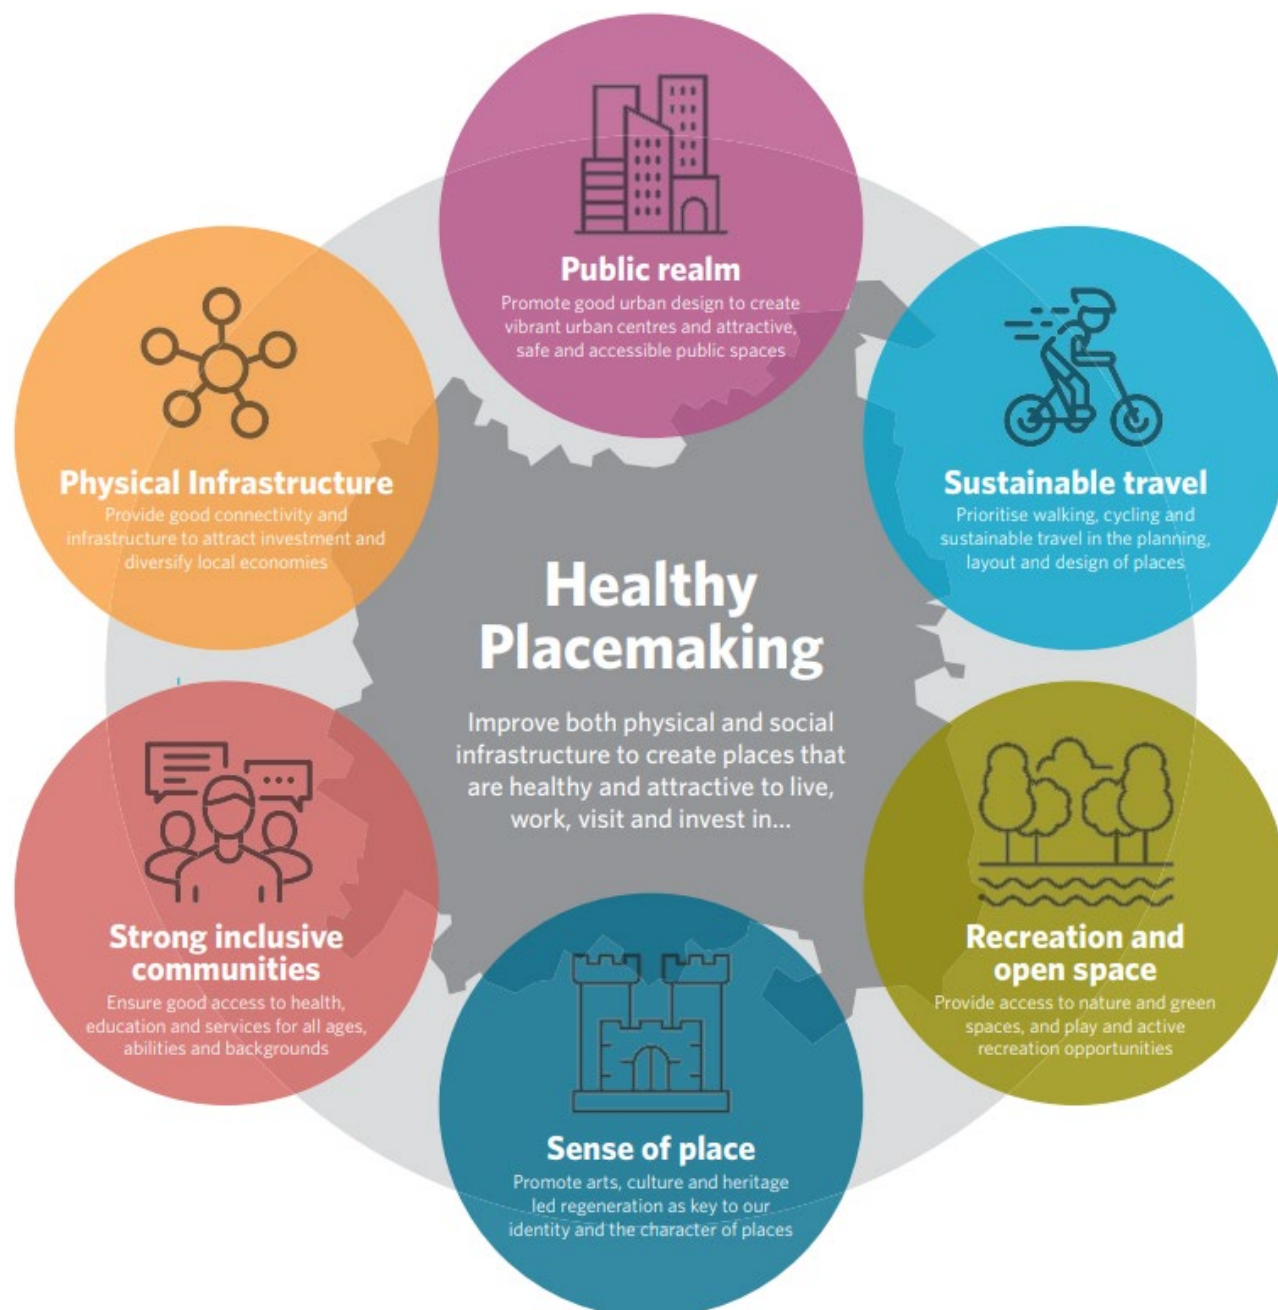 Public realm
Promote good urban design to create
vibrant urban centres and attractive,
safe and accessible public spaces
Physical Infrastructure
Provide good connectivity and
infrastructure to attract investment and
diversify local economies
Sustainable travel
Prioritise walking, cycling and
sustainable travel in the planning,
layout and design of places
Healthy
Placemaking
Improve both physical and social
infrastructure to create places that
are healthy and attractive to live,
work, visit and invest in...
Strong inclusive
communities
Ensure good access to health,
education and services for all ages,
abilities and backgrounds
Recreation and
open space
Provide access to nature and green
spaces, and play and active
recreation opportunities
Sense of place
Promote arts, culture and heritage
led regeneration as key to our
identity and the character of places